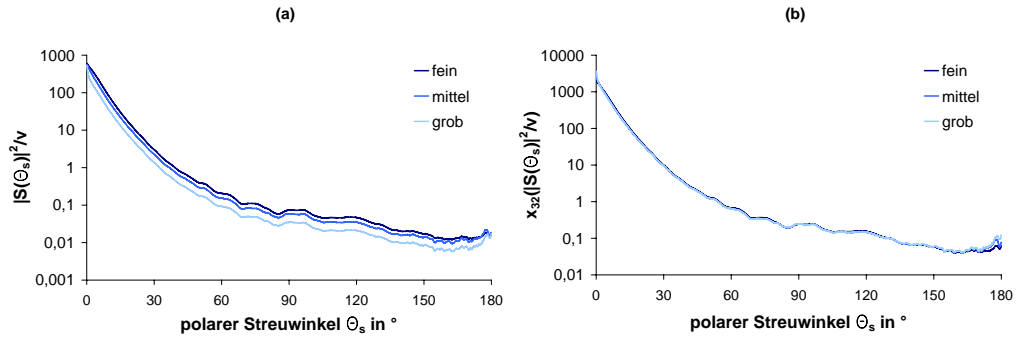 (a)
1000
100
10
1
0,1
0,01
0,001
0
30
60
90
120
150
180
|S(Θs)|²/v
polarer Streuwinkel Θs in °
fein
mittel
grob
(b)
10000
1000
100
10
1
0,1
0,01
0
30
60
90
120
150
180
x32(|S(Θs)|²/v)
polarer Streuwinkel Θs in °
fein
mittel
grob